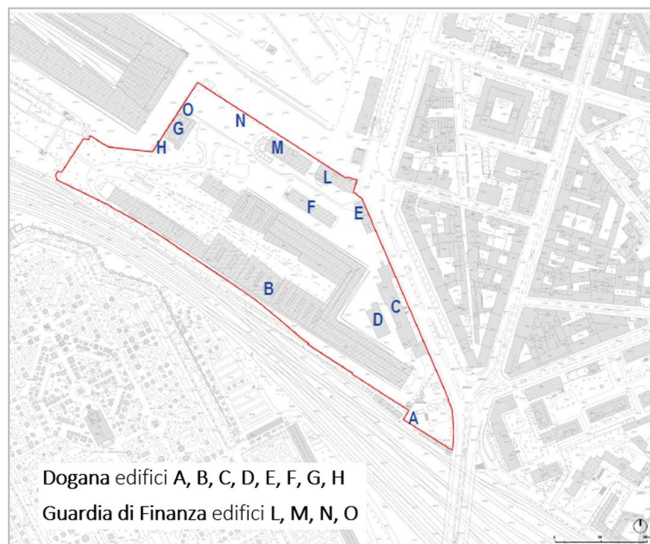 O
N
G
H
M
L
F
E
B
C
D
A
Dogana edifici A, B, C, D, E, F, G, H
Guardia di Finanza edifici L, M, N, O